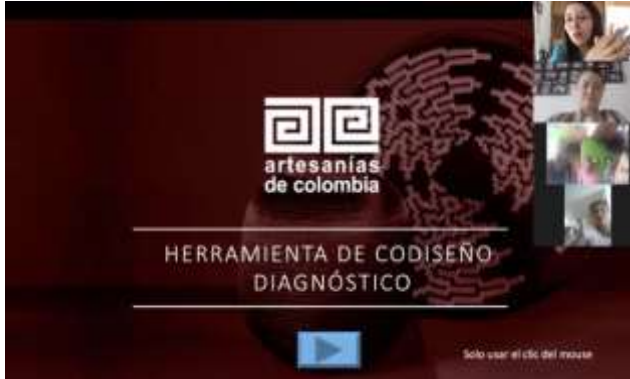 artesanías
de colombia
HERRAMIENTA DE CODISEÑO
DIAGNÓSTICO
Solo usar el clic del mouse